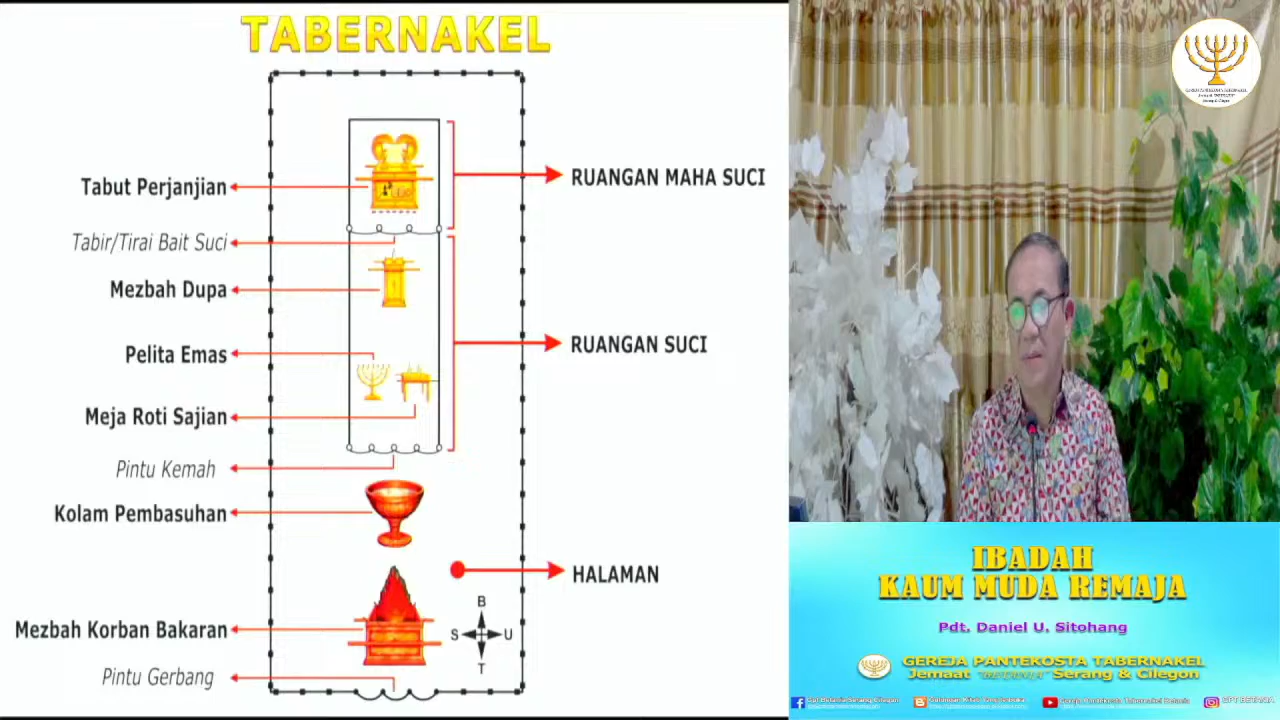 TABERNAKEL
Tabut Perjanjian
RUANGAN MAHA SUCI
Tabir/Tirai Bait Suci
Mezbah Dupa
Pelita Emas
RUANGAN SUCI
Meja Roti Sajian
Pintu Kemah
Kolam Pembasuhan
HALAMAN
Mezbah Korban Bakaran
B
S U
T
Pintu Gerbang
IBADAH
KAUM MUDA REMAJA
Pdt. Daniel U. Sitohang
GEREJA PANTEKOSTA TABERNAKEL
Jemaat "BETANIA" Serang & Cilegon